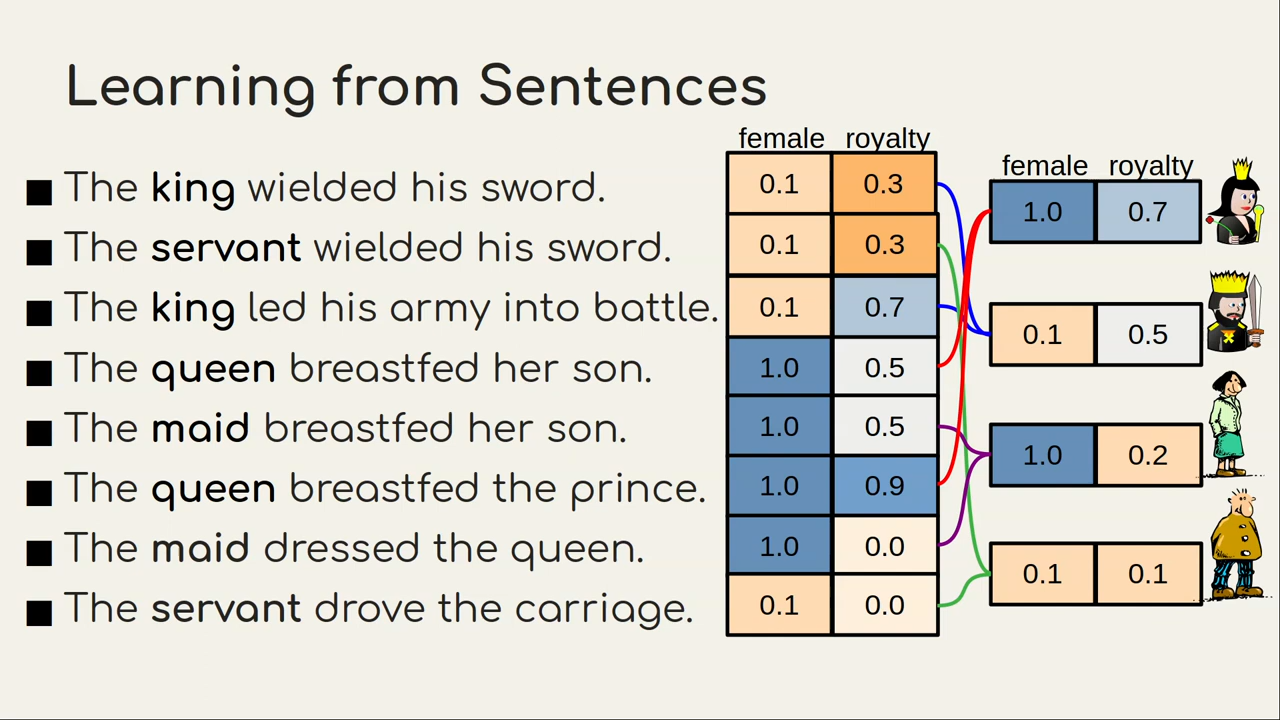 Learning from Sentences
female royalty
female royalty
The king wielded his sword. 0.1 0.3
The servant wielded his sword. 0.1 0.3
The king led his army into battle. 0.1 0.7
The queen breastfed her son. 1.0 0.5
The maid breastfed her son. 1.0 0.5
The queen breastfed the prince. 1.0 0.9
The maid dressed the queen. 1.0 0.0
The servant drove the carriage. 0.1 0.0
1.0 0.7
0.1 0.5
1.0 0.2
0.1 0.1